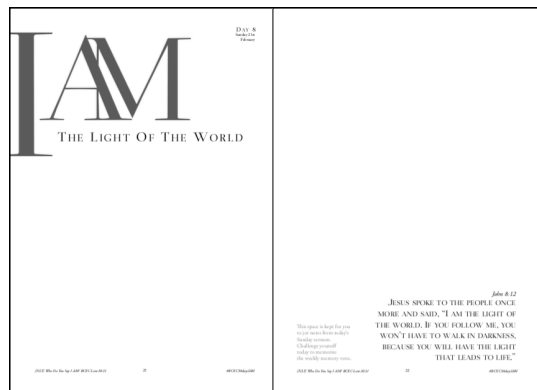 DAY 8
Sunday 21st
February
I AM
THE LIGHT OF THE WORLD
John 8:12
JESUS SPOKE TO THE PEOPLE ONCE
MORE AND SAID, “I AM THE LIGHT OF
THE WORLD. IF YOU FOLLOW ME, YOU
WON’T HAVE TO WALK IN DARKNESS,
BECAUSE YOU WILL HAVE THE LIGHT
THAT LEADS TO LIFE.”
This space is kept for you
to jot notes from today's
Sunday sermon.
Challenge yourself
today to memorise
the weekly memory verse.